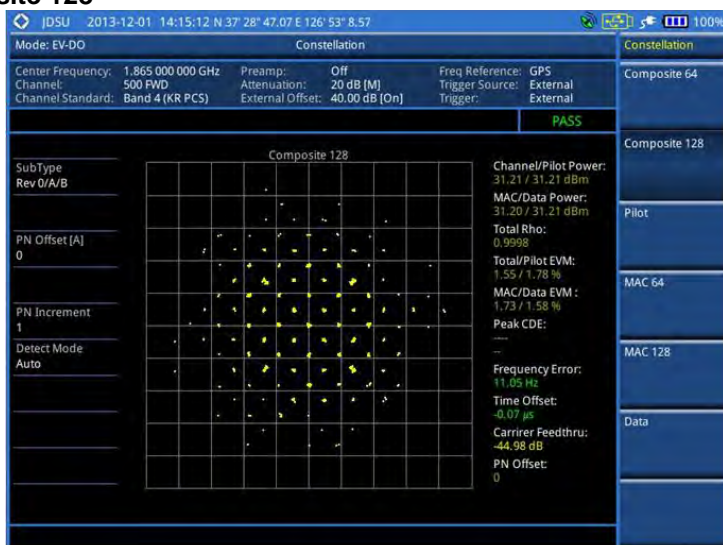 site 128
JDSU 2013-12-01 14:15:12 N 37° 28" 47.07 E 126° 53" 8.57 100%
Mode: EV-DO Constellation
Constellation
Center Frequency: 1.865 000 000 GHz Preamp: Off Freq Reference: GPS
Channel: 500 FWD Attenuation: 20 dB [M] Trigger Source: External
Channel Standard: Band 4 (KR PCS) External Offset: 40.00 dB [On] Trigger: External
PASS
Composite 128
SubType
Rev 0/A/B
PN Offset [A]
0
PN Increment
1
Detect Mode
Auto
Channel/Pilot Power:
31.21 / 31.21 dBm
MAC/Data Power:
31.20 / 31.21 dBm
Total Rho:
0.9998
Total/Pilot EVM:
1.55 / 1.78 %
MAC/Data EVM :
1.73 / 1.58 %
Peak CDE:
----
--
Frequency Error:
11.05 Hz
Time Offset:
-0.07 µs
Carrirer Feedthru:
-44.98 dB
PN Offset:
0
Composite 64
Composite 128
Pilot
MAC 64
MAC 128
Data